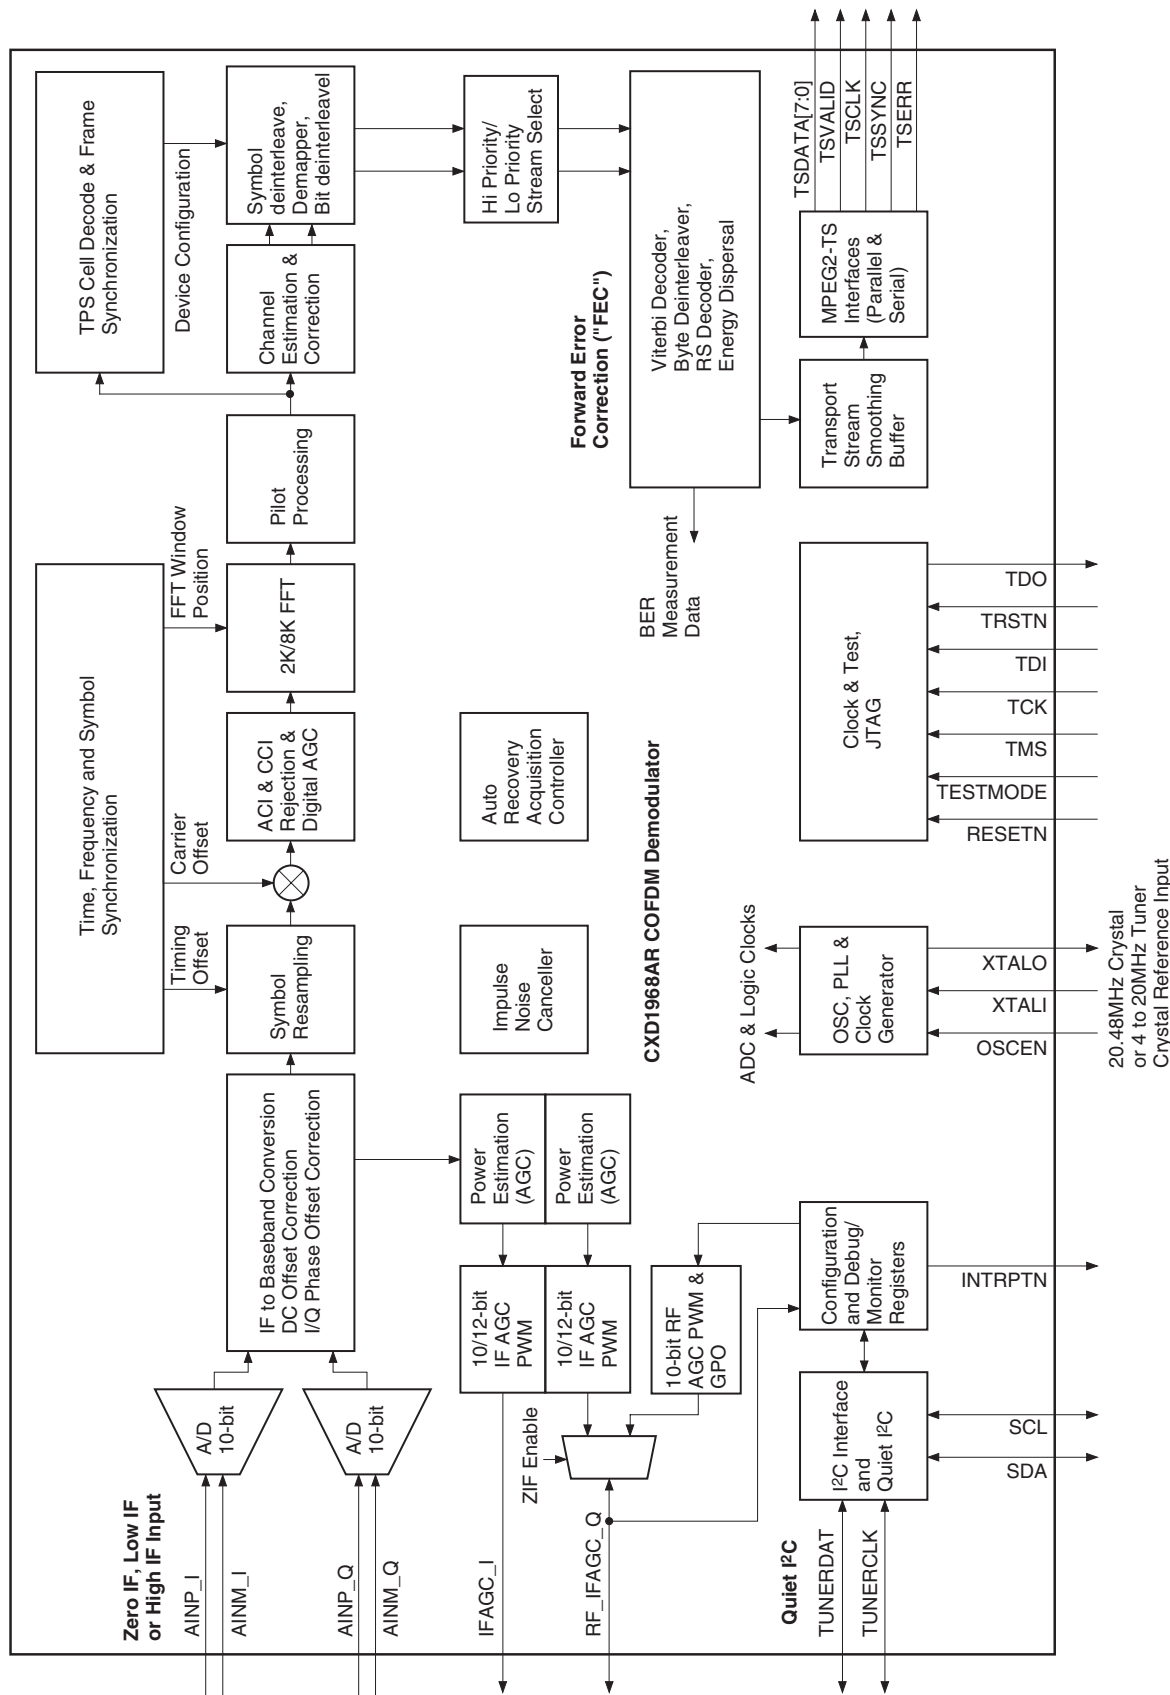 Zero IF, Low IF
or High IF Input
AINP_I
AINM_I
AINP_Q
AINM_Q
A/D
10-bit
A/D
10-bit
IF to Baseband Conversion
DC Offset Correction
I/Q Phase Offset Correction
Symbol
Resampling
Timing
Offset
Carrier
Offset
Time, Frequency and Symbol
Synchronization
ACI & CCI
Rejection &
Digital AGC
2K/8K FFT
FFT Window
Position
Pilot
Processing
TPS Cell Decode & Frame
Synchronization
Device Configuration
Channel
Estimation &
Correction
Symbol
deinterleave,
Demapper,
Bit deinterleavel
IFAGC_I
RF_IFAGC_Q
ZIF Enable
10/12-bit
IF AGC
PWM
10/12-bit
IF AGC
PWM
10-bit RF
AGC PWM &
GPO
Power
Estimation
(AGC)
Power
Estimation
(AGC)
Impulse
Noise
Canceller
Auto
Recovery
Acquisition
Controller
Hi Priority/
Lo Priority
Stream Select
CXD1968AR COFDM Demodulator
Forward Error
Correction ("FEC")
Viterbi Decoder,
Byte Deinterleaver,
RS Decoder,
Energy Dispersal
BER
Measurement
Data
Quiet I²C
TUNERDAT
TUNERCLK
I²C Interface
and
Quiet I²C
Configuration
and Debug/
Monitor
Registers
ADC & Logic Clocks
OSC, PLL &
Clock
Generator
Clock & Test,
JTAG
Transport
Stream
Smoothing
Buffer
MPEG2-TS
Interfaces
(Parallel &
Serial)
TSDATA[7:0]
TSVALID
TSCLK
TSSYNC
TSERR
SDA
SCL
INTRPTN
OSCEN
XTALI
XTALO
20.48MHz Crystal
or 4 to 20MHz Tuner
Crystal Reference Input
RESETN
TESTMODE
TMS
TCK
TDI
TRSTN
TDO